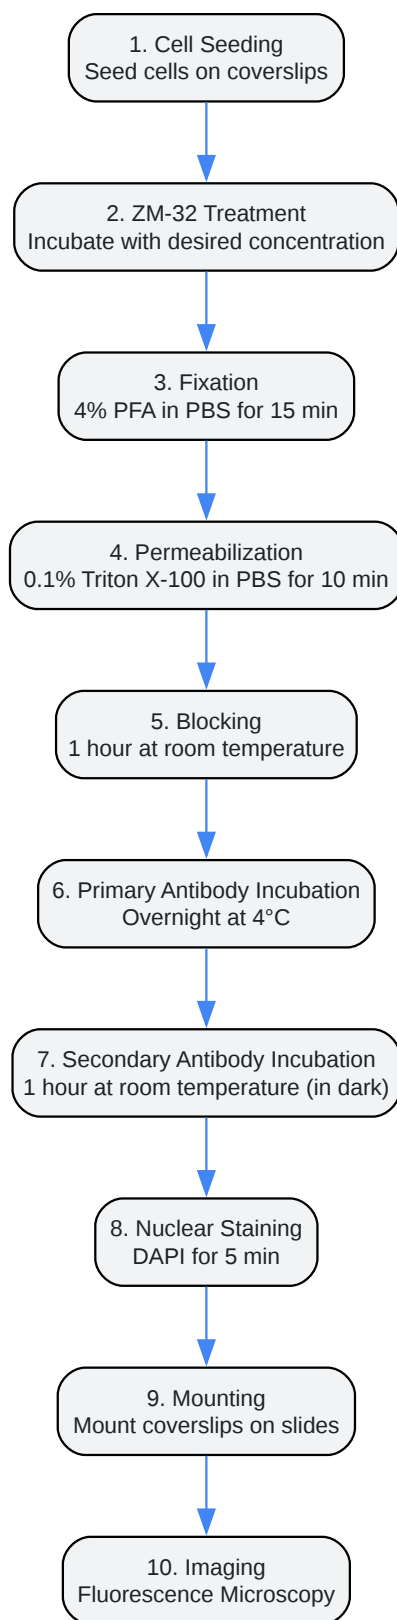 1. Cell Seeding
Seed cells on coverslips
2. ZM-32 Treatment
Incubate with desired concentration
3. Fixation
4% PFA in PBS for 15 min
4. Permeabilization
0.1% Triton X-100 in PBS for 10 min
5. Blocking
1 hour at room temperature
6. Primary Antibody Incubation
Overnight at 4°C
7. Secondary Antibody Incubation
1 hour at room temperature (in dark)
8. Nuclear Staining
DAPI for 5 min
9. Mounting
Mount coverslips on slides
10. Imaging
Fluorescence Microscopy